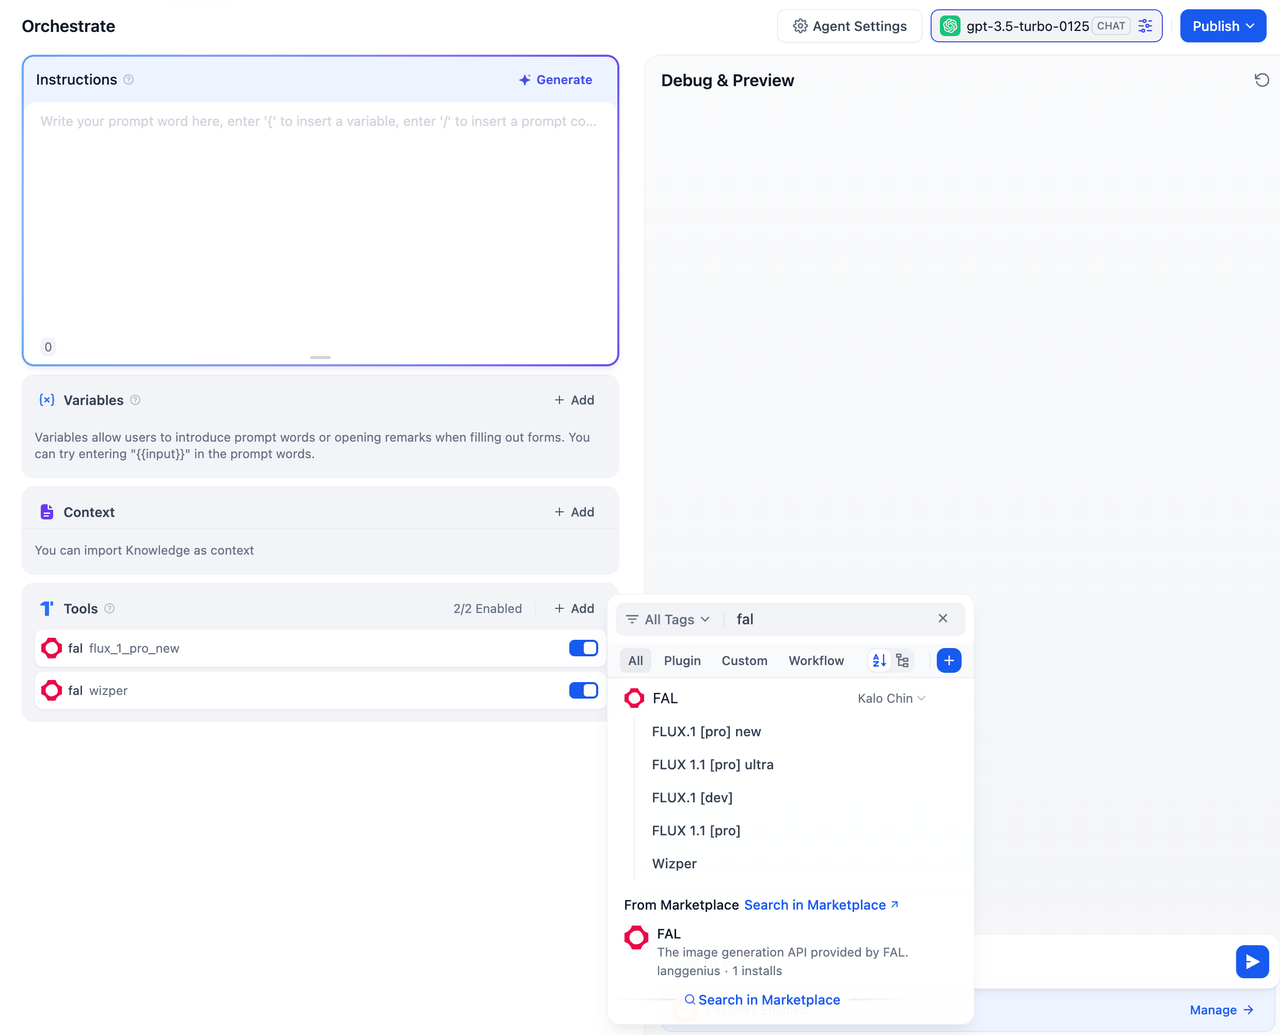 Orchestrate
Agent Settings
gpt-3.5-turbo-0125 CHAT
Publish
Instructions
Generate
Write your prompt word here, enter '{' to insert a variable, enter '/' to insert a prompt co...
0
Debug & Preview
Variables
Add
Variables allow users to introduce prompt words or opening remarks when filling out forms. You
can try entering "{{input}}" in the prompt words.
Context
Add
You can import Knowledge as context
Tools
2/2 Enabled
Add
fal flux_1_pro_new
fal wizper
All Tags
fal
All Plugin Custom Workflow
FAL
Kalo Chin
FLUX.1 [pro] new
FLUX 1.1 [pro] ultra
FLUX.1 [dev]
FLUX 1.1 [pro]
Wizper
From Marketplace Search in Marketplace
FAL
The image generation API provided by FAL.
langgenius · 1 installs
Search in Marketplace
Manage